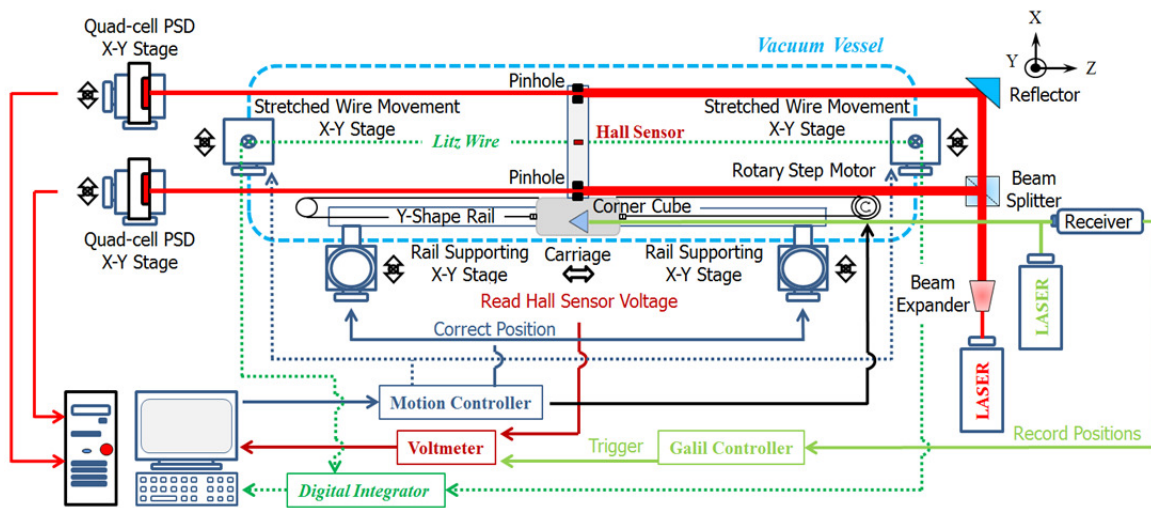 Quad-cell PSD
X-Y Stage
Vacuum Vessel
X
Y
Z
Reflector
Pinhole
Stretched Wire Movement
X-Y Stage
Stretched Wire Movement
X-Y Stage
Litz Wire
Hall Sensor
Pinhole
Rotary Step Motor
Beam
Splitter
Quad-cell PSD
X-Y Stage
Y-Shape Rail
Corner Cube
Receiver
Rail Supporting
X-Y Stage
Carriage
Rail Supporting
X-Y Stage
Beam
Expander
LASER
LASER
Read Hall Sensor Voltage
Correct Position
Motion Controller
Voltmeter
Trigger
Galil Controller
Record Positions
Digital Integrator